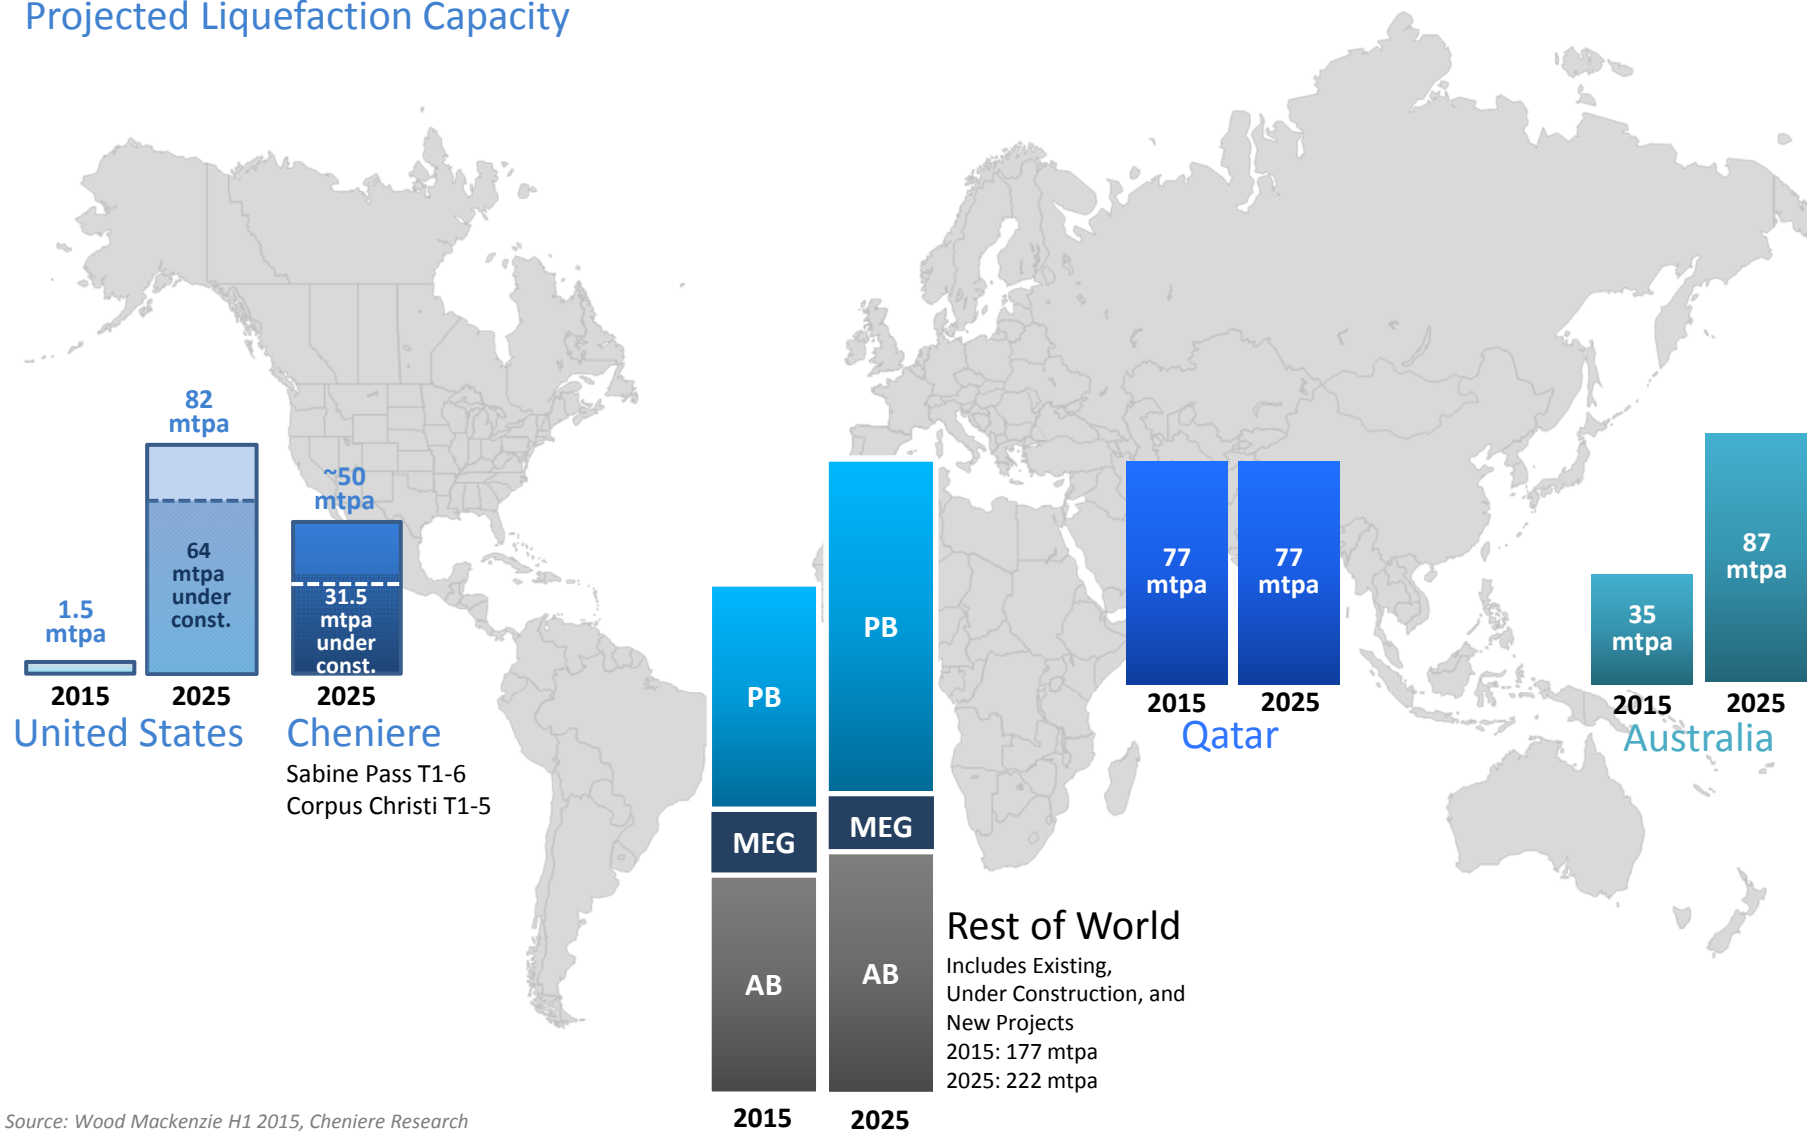 Projected Liquefaction Capacity
82
mtpa
64
mtpa
under
const.
1.5
mtpa
2015
2025
United States
~50
mtpa
31.5
mtpa
under
const.
2025
Cheniere
Sabine Pass T1-6
Corpus Christi T1-5
PB
MEG
AB
2015
PB
MEG
AB
2025
Rest of World
Includes Existing,
Under Construction, and
New Projects
2015: 177 mtpa
2025: 222 mtpa
77
mtpa
77
mtpa
2015
2025
Qatar
35
mtpa
87
mtpa
2015
2025
Australia
Source: Wood Mackenzie H1 2015, Cheniere Research